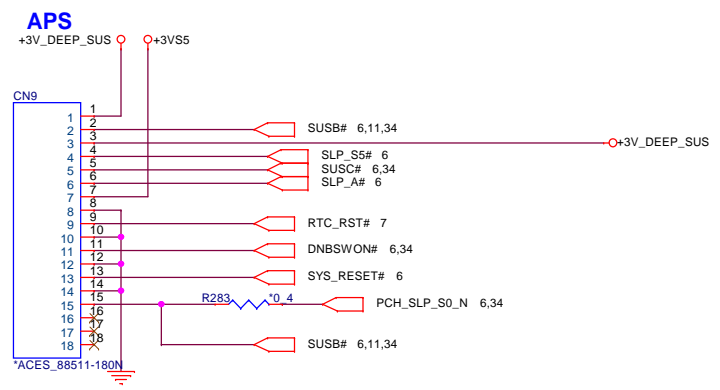 APS
+3V_DEEP_SUS +3VS5
CN9
1 1
2 2 SUSB# 6,11,34
3 3 +3V_DEEP_SUS
4 4 SLP_S5# 6
5 5 SUSC# 6,34
6 6 SLP_A# 6
7 7
8 8
9 9 RTC_RST# 7
10 10
11 11 DNBSWON# 6,34
12 12
13 13 SYS_RESET# 6
14 14
15 15 R283 *0_4 PCH_SLP_S0_N 6,34
16 16
17 17
18 18 SUSB# 6,11,34
*ACES_88511-180N